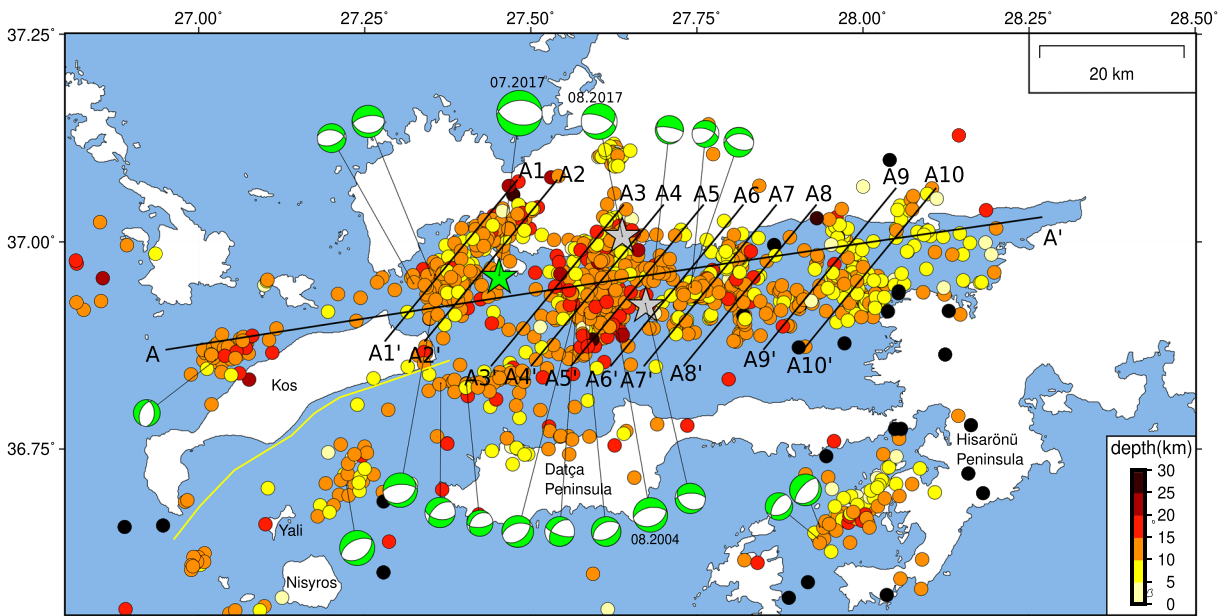 27.00˚ 27.25˚ 27.50˚ 27.75˚ 28.00˚ 28.25˚ 28.50˚
37.25˚
20 km
07.2017
08.2017
A1 A2 A3 A4 A5 A6 A7 A8 A9 A10
37.00˚
A'
A
A1'
A2'
A3' A4' A5' A6' A7' A8' A9' A10'
Kos
36.75˚
Hisarönü
Peninsula
Datça
Peninsula
depth(km)
30
25
20
15
10
5
0
Yali
08.2004
Nisyros